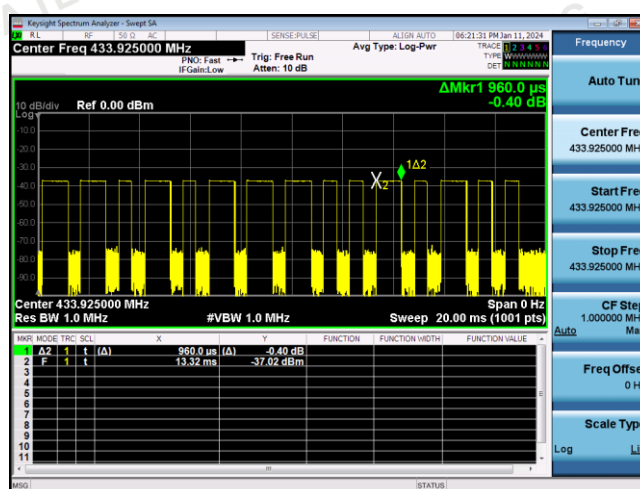 Keysight Spectrum Analyzer - Swept SA
RL RF 50 Ω AC SENSE:PULSE ALIGN AUTO 06:21:31 PM Jan 11, 2024
Center Freq 433.925000 MHz
PNO: Fast
IFGain:Low
Trig: Free Run
Atten: 10 dB
Avg Type: Log-Pwr
TRACE 1 2 3 4 5 6
TYPE WWWWWW
DET N N N N N N
ΔMkr1 960.0 µs
-0.40 dB
10 dB/div Ref 0.00 dBm
Log
-10.0
-20.0
-30.0
-40.0
-50.0
-60.0
-70.0
-80.0
-90.0
1Δ2
X2
Center 433.925000 MHz Span 0 Hz
Res BW 1.0 MHz #VBW 1.0 MHz Sweep 20.00 ms (1001 pts)
MKR MODE TRC SCL X Y FUNCTION FUNCTION WIDTH FUNCTION VALUE
1 Δ2 1 t (Δ) 960.0 µs (Δ) -0.40 dB
2 F 1 t 13.32 ms -37.02 dBm
3
4
5
6
7
8
9
10
11
MSG STATUS
Frequency
Auto Tun
Center Fre
433.925000 MH
Start Fre
433.925000 MH
Stop Fre
433.925000 MH
CF Step
1.000000 MH
Auto Ma
Freq Offse
0 H
Scale Type
Log Li